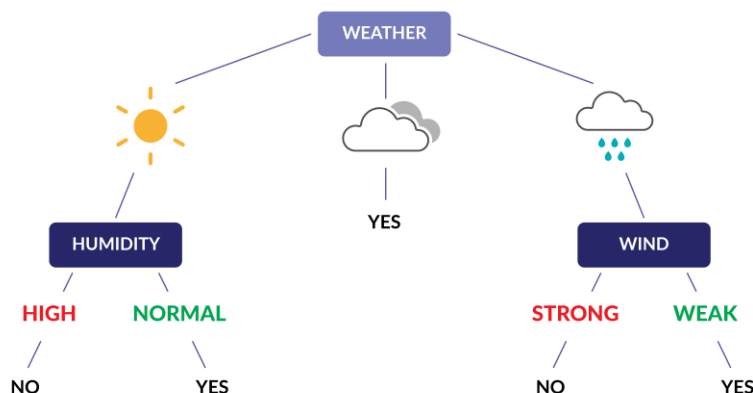 WEATHER
YES
HUMIDITY
WIND
HIGH
NORMAL
STRONG
WEAK
NO
YES
NO
YES